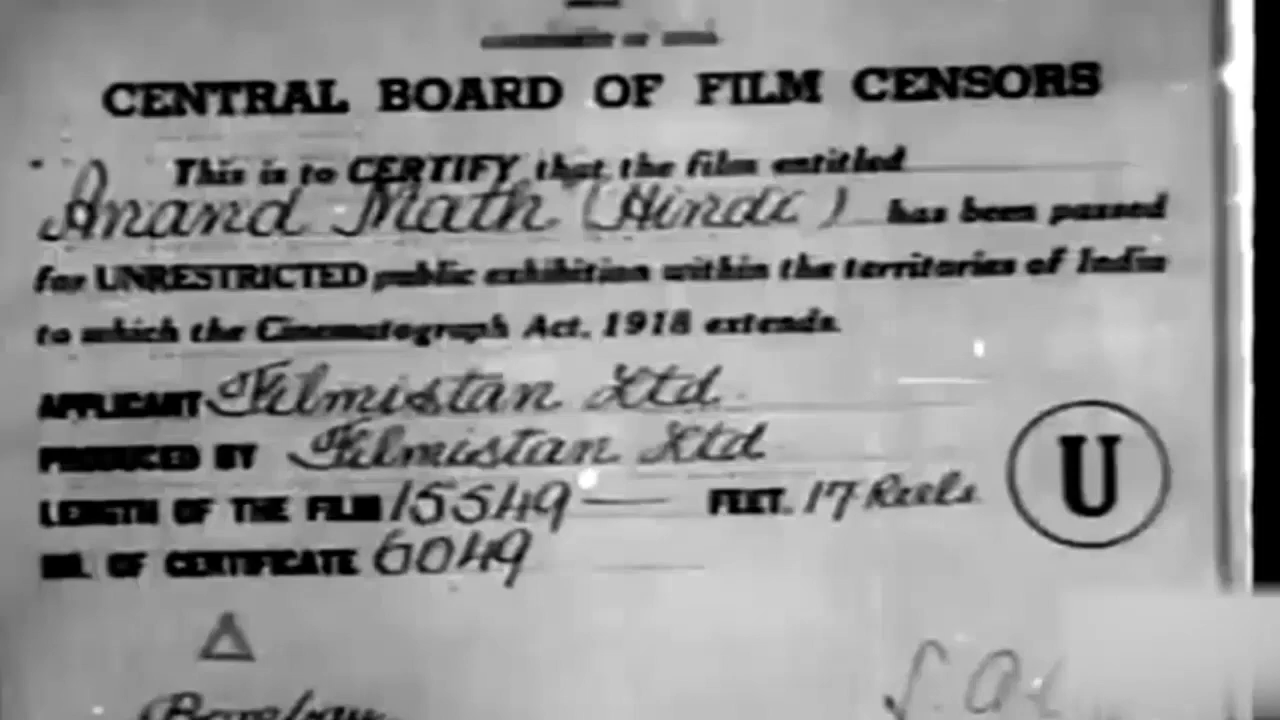 CENTRAL BOARD OF FILM CENSORS
This is to CERTIFY that the film entitled
Anand Math (Hindi) has been passed
for UNRESTRICTED public exhibition within the territories of India
to which the Cinematograph Act, 1918 extends.
APPLICANT Filmistan Ltd
PRODUCED BY Filmistan Ltd
LENGTH OF THE FILM 15549 — FEET. 17 Reels
U
NO. OF CERTIFICATE 6049
Bombay